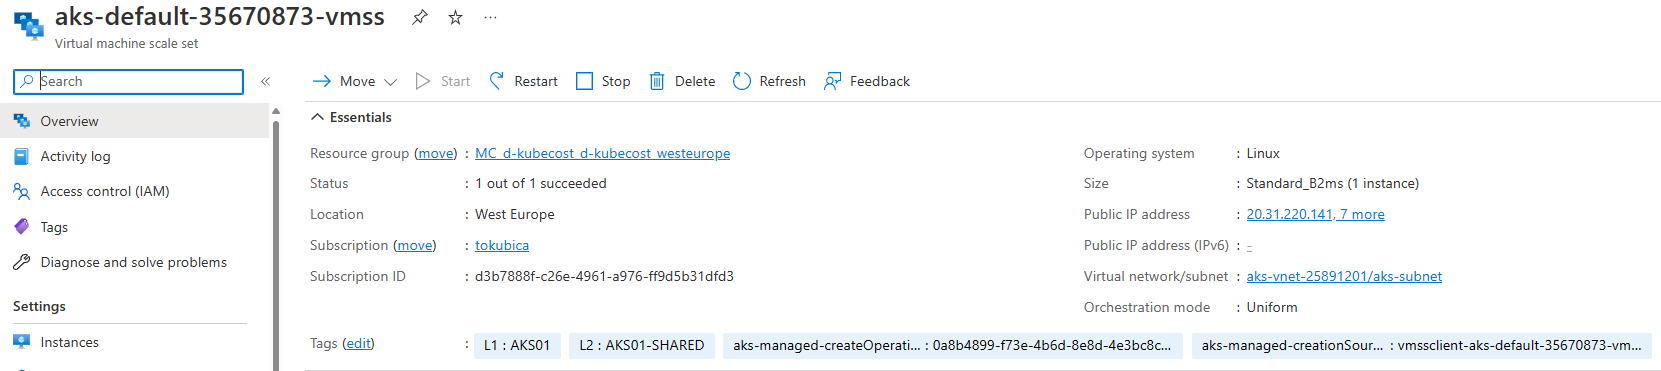 aks-default-35670873-vmss
Virtual machine scale set
Search
Overview
Activity log
Access control (IAM)
Tags
Diagnose and solve problems
Settings
Instances
Move Start Restart Stop Delete Refresh Feedback
Essentials
Resource group (move) : MC_d-kubecost_d-kubecost_westeurope
Status : 1 out of 1 succeeded
Location : West Europe
Subscription (move) : tokubica
Subscription ID : d3b7888f-c26e-4961-a976-ff9d5b31dfd3
Operating system : Linux
Size : Standard_B2ms (1 instance)
Public IP address : 20.31.220.141, 7 more
Public IP address (IPv6) : -
Virtual network/subnet : aks-vnet-25891201/aks-subnet
Orchestration mode : Uniform
Tags (edit) : L1 : AKS01 L2 : AKS01-SHARED aks-managed-createOperati... : 0a8b4899-f73e-4b6d-8e8d-4e3bc8c... aks-managed-creationSour... : vmssclient-aks-default-35670873-vm...